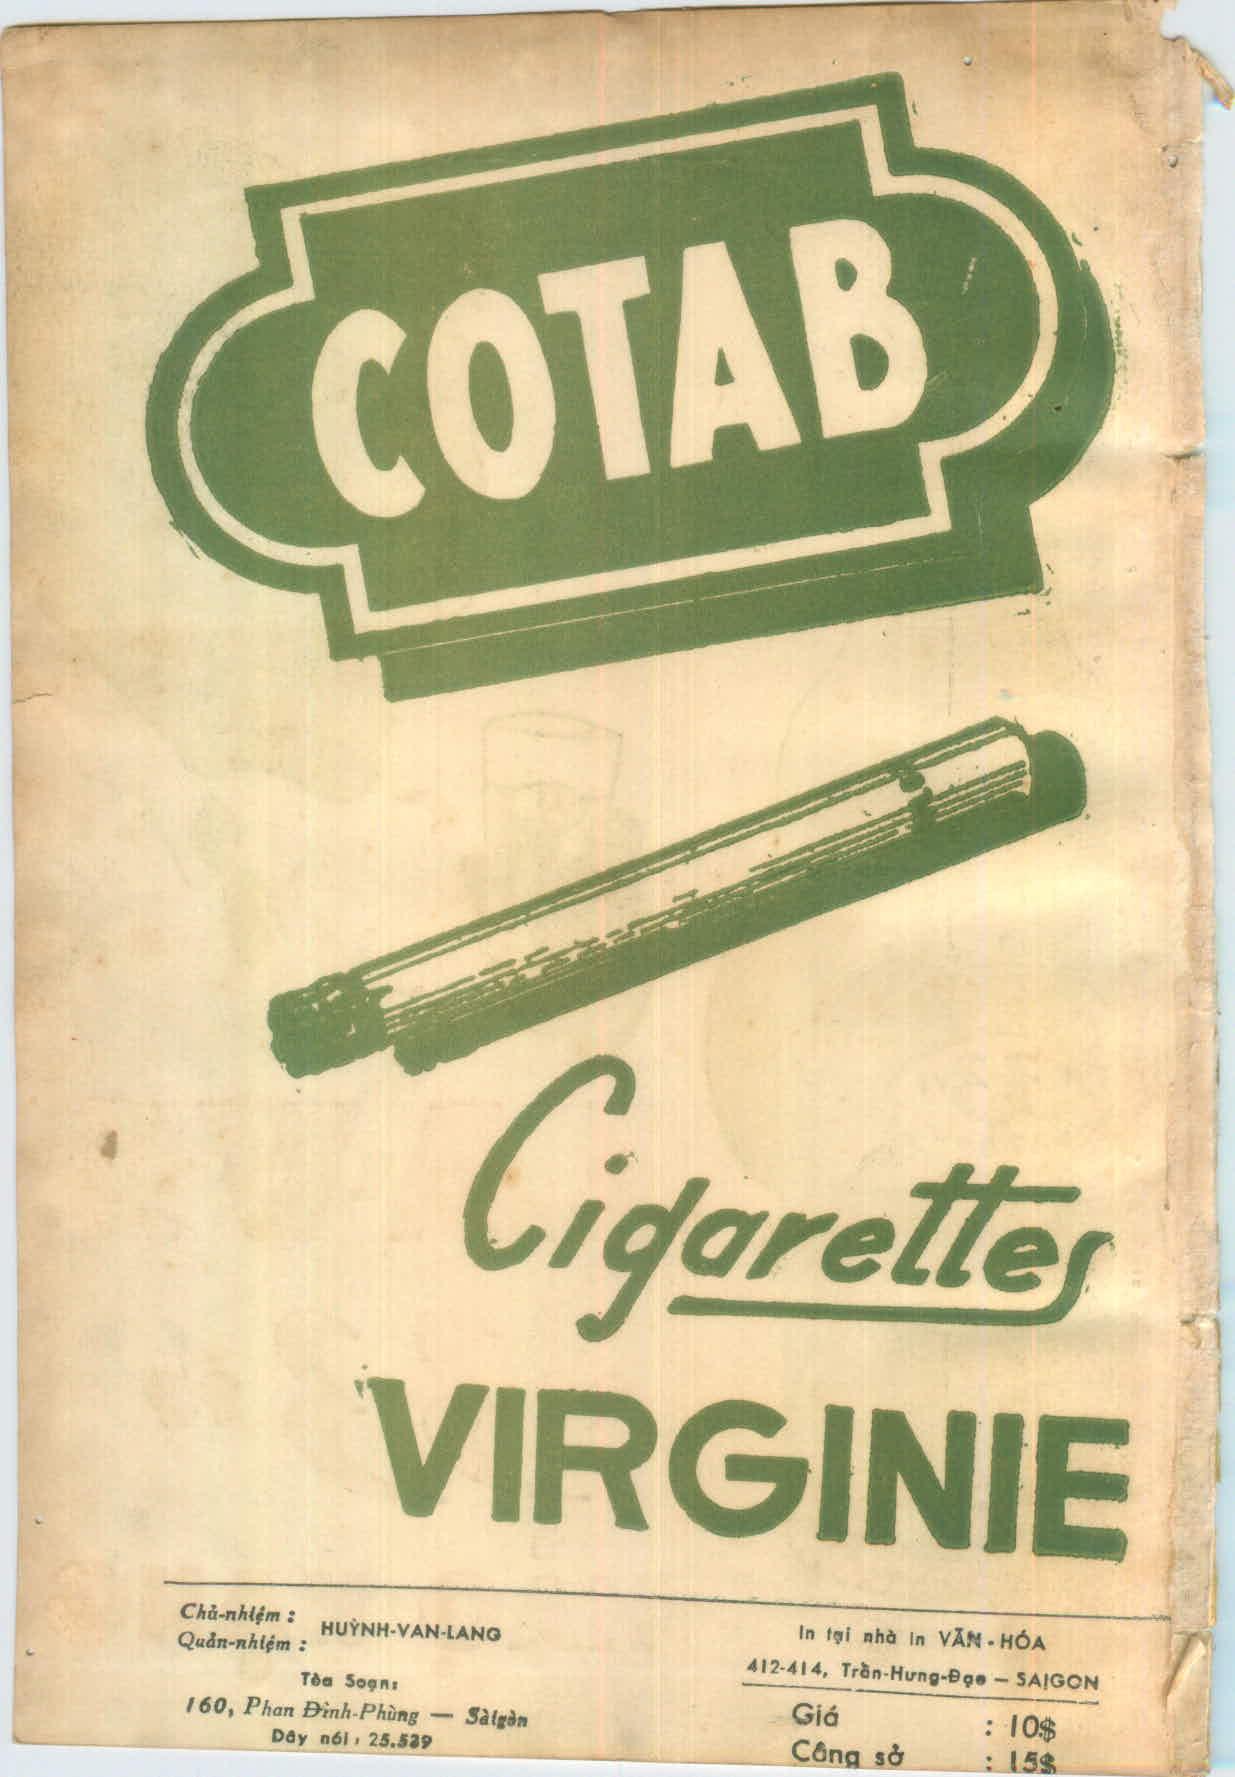 COTAB
Cigarettes
VIRGINIE
Chủ-nhiệm :
Quản-nhiệm :
HUỲNH-VAN-LANG
Tòa Soạn:
160, Phan Đình-Phùng — Sàigòn
Dây nói : 25.539
In tại nhà in VĂN-HÓA
412-414, Trần-Hưng-Đạo — SAIGON
Giá : 10$
Công sở : 15$